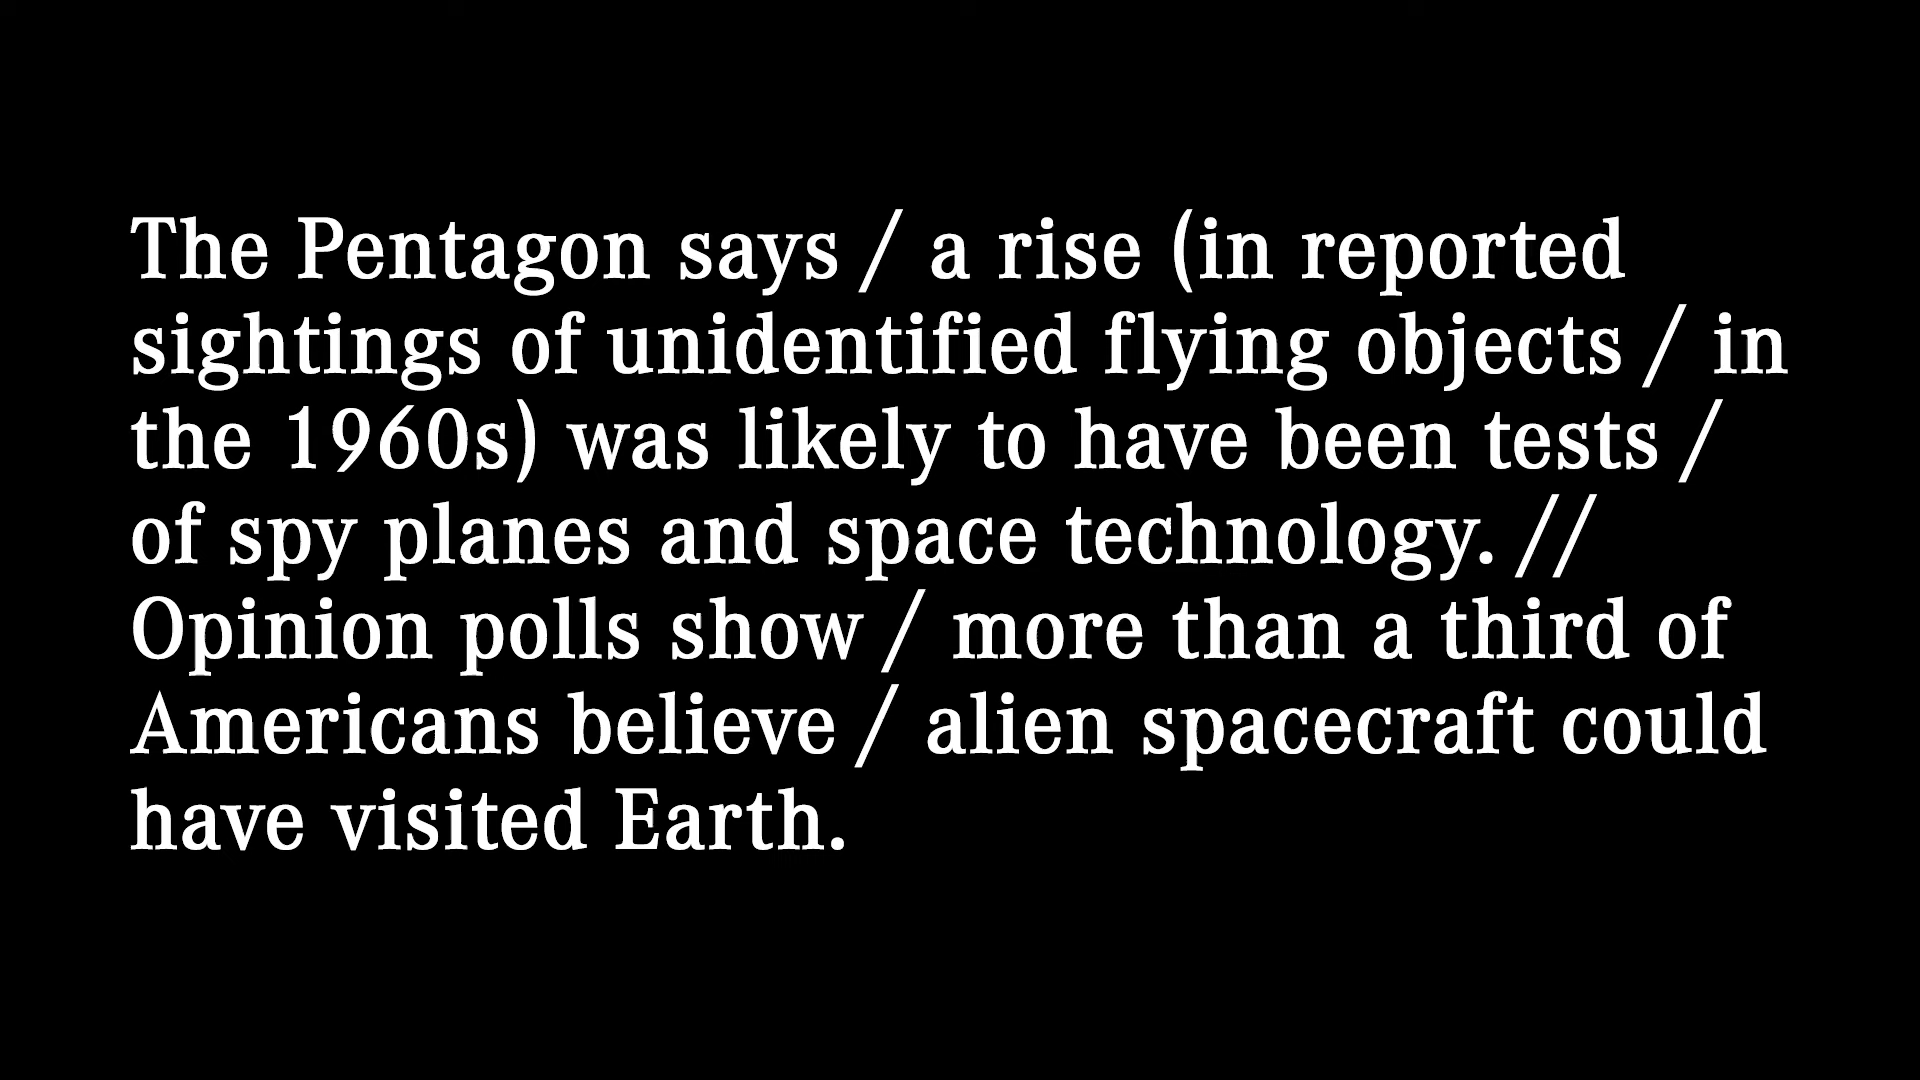 The Pentagon says / a rise (in reported
sightings of unidentified flying objects / in
the 1960s) was likely to have been tests /
of spy planes and space technology. //
Opinion polls show / more than a third of
Americans believe / alien spacecraft could
have visited Earth.